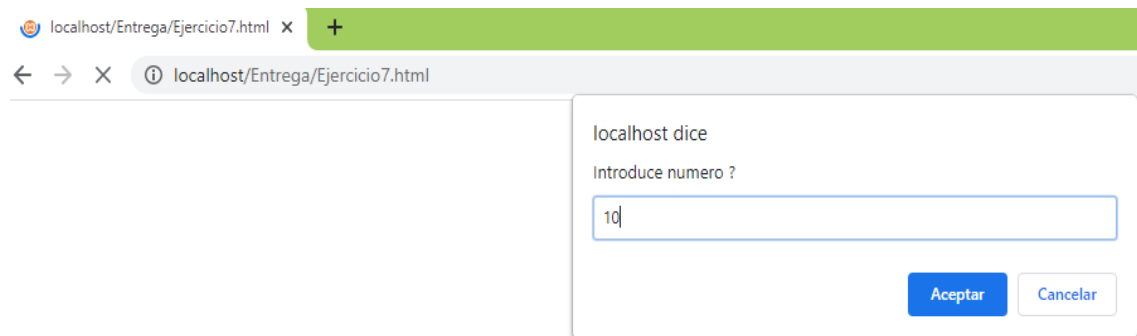 localhost/Entrega/Ejercicio7.html
localhost/Entrega/Ejercicio7.html
localhost dice
Introduce numero ?
10
Aceptar Cancelar